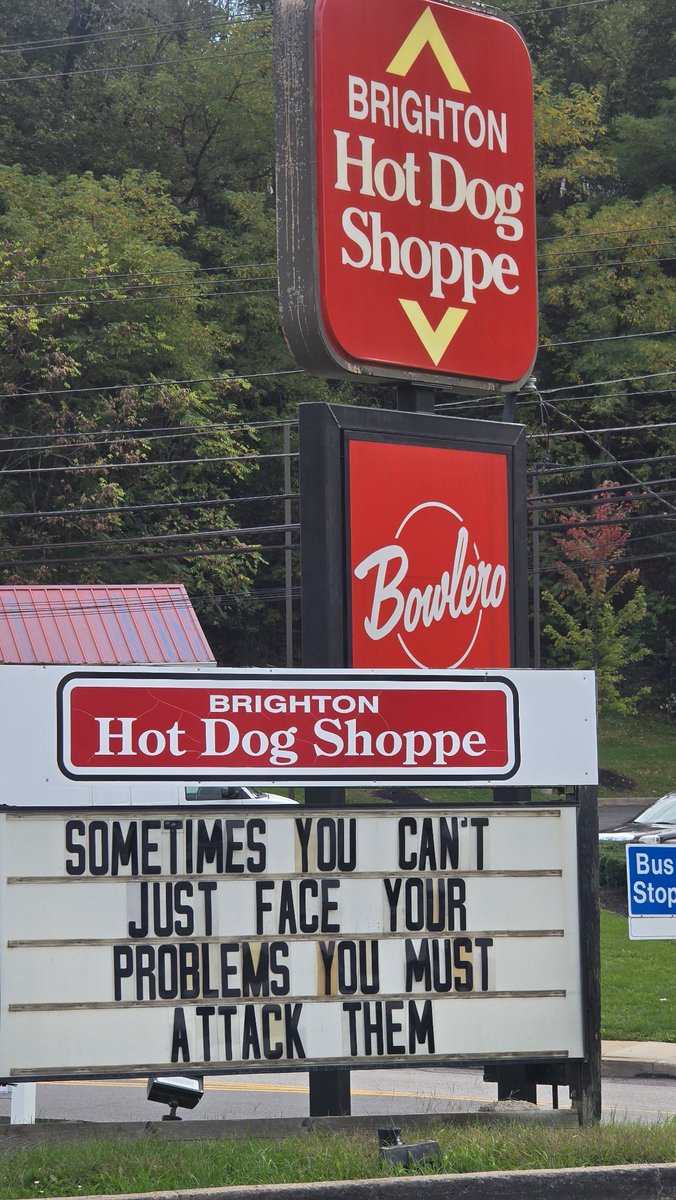 BRIGHTON
Hot Dog
Shoppe
Bowlèro
BRIGHTON
Hot Dog Shoppe
SOMETIMES YOU CAN'T
JUST FACE YOUR
PROBLEMS YOU MUST
ATTACK THEM
Bus
Stop